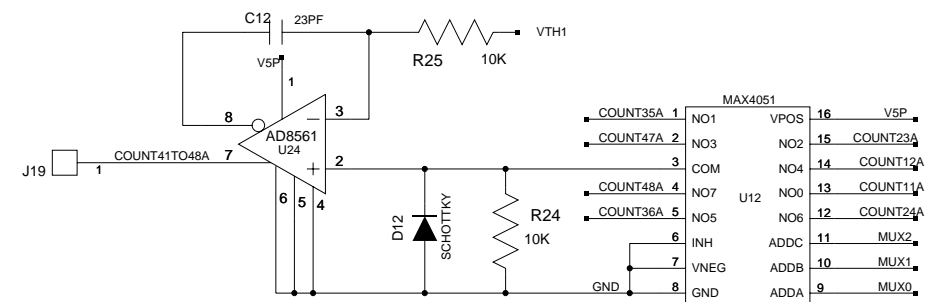 C12 23PF
VTH1
R25 10K
V5P
1
MAX4051
8 3
AD8561
U24
COUNT35A 1 NO1 VPOS 16 V5P
COUNT47A 2 NO3 NO2 15 COUNT23A
J19 1 COUNT41TO48A 7 2
3 COM NO4 14 COUNT12A
COUNT48A 4 NO7 NO0 13 COUNT11A
U12
COUNT36A 5 NO5 NO6 12 COUNT24A
6 5 4
D12
SCHOTTKY
R24
10K
6 INH ADDC 11 MUX2
7 VNEG ADDB 10 MUX1
GND 8 GND ADDA 9 MUX0